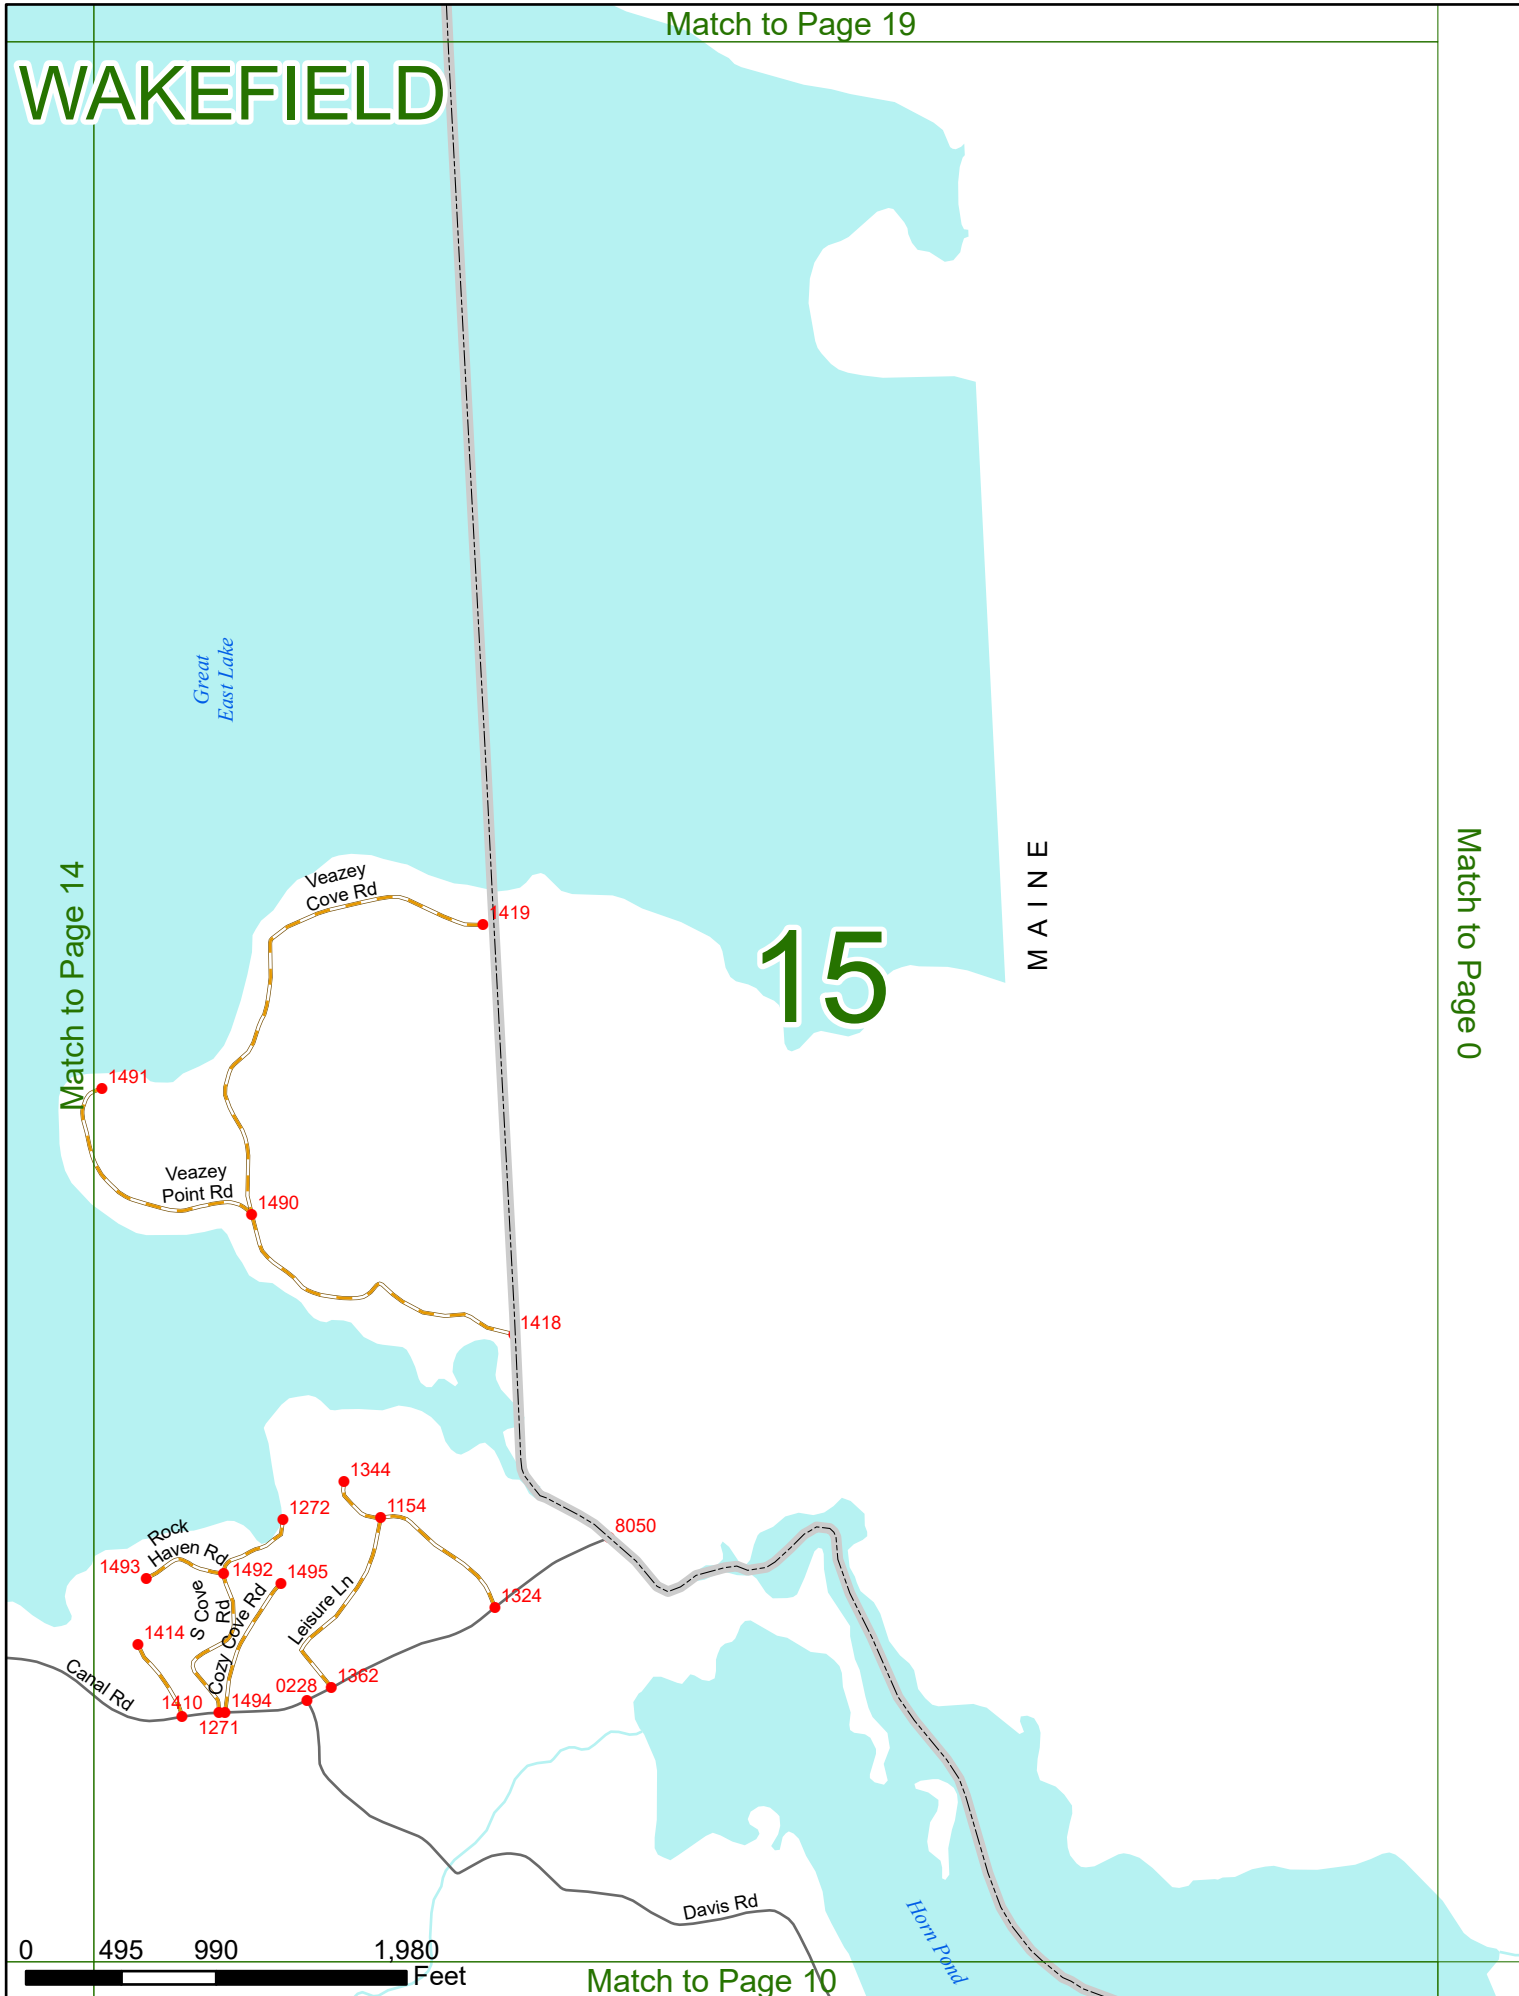 Match to Page 19
WAKEFIELD
Great
East Lake
MAINE
Match to Page 14
Match to Page 0
Veazey
Cove Rd
1419
15
1491
Veazey
Point Rd
1490
1418
1344
1272
1154
8050
Rock
Haven Rd
1493
1492
1495
1324
S Cove
Rd
Cozy Cove Rd
Leisure Ln
1414
Canal Rd
1410
1271
1494
0228
1362
Davis Rd
Horn Pond
0 495 990 1,980
Feet
Match to Page 10